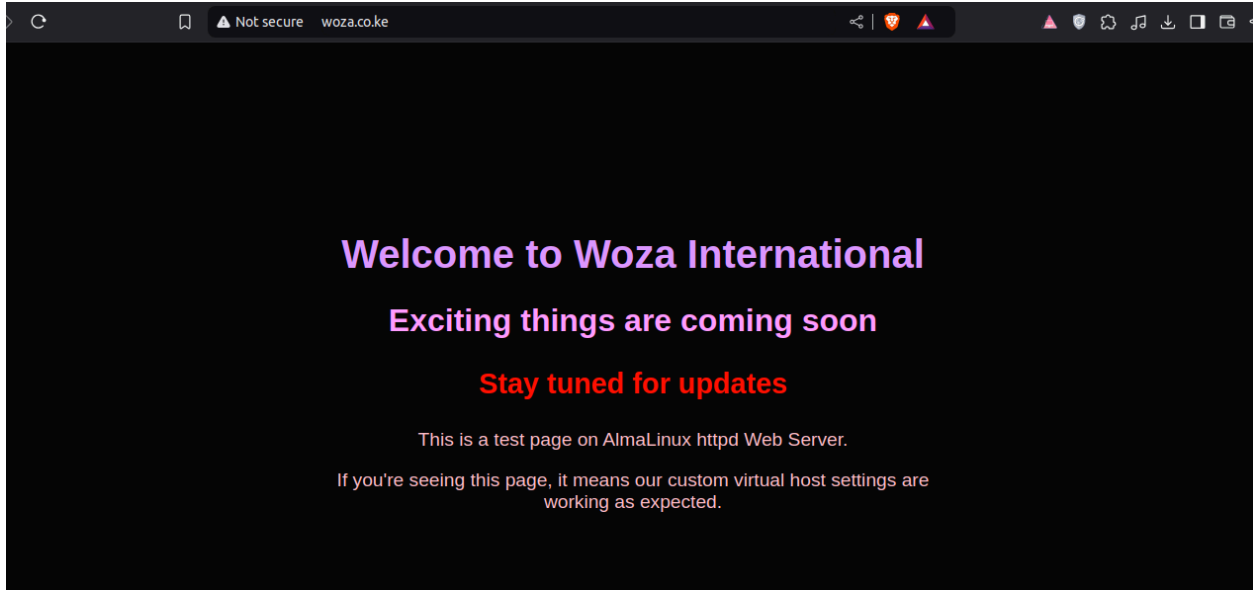 Not secure woza.co.ke
Welcome to Woza International
Exciting things are coming soon
Stay tuned for updates
This is a test page on AlmaLinux httpd Web Server.
If you're seeing this page, it means our custom virtual host settings are
working as expected.